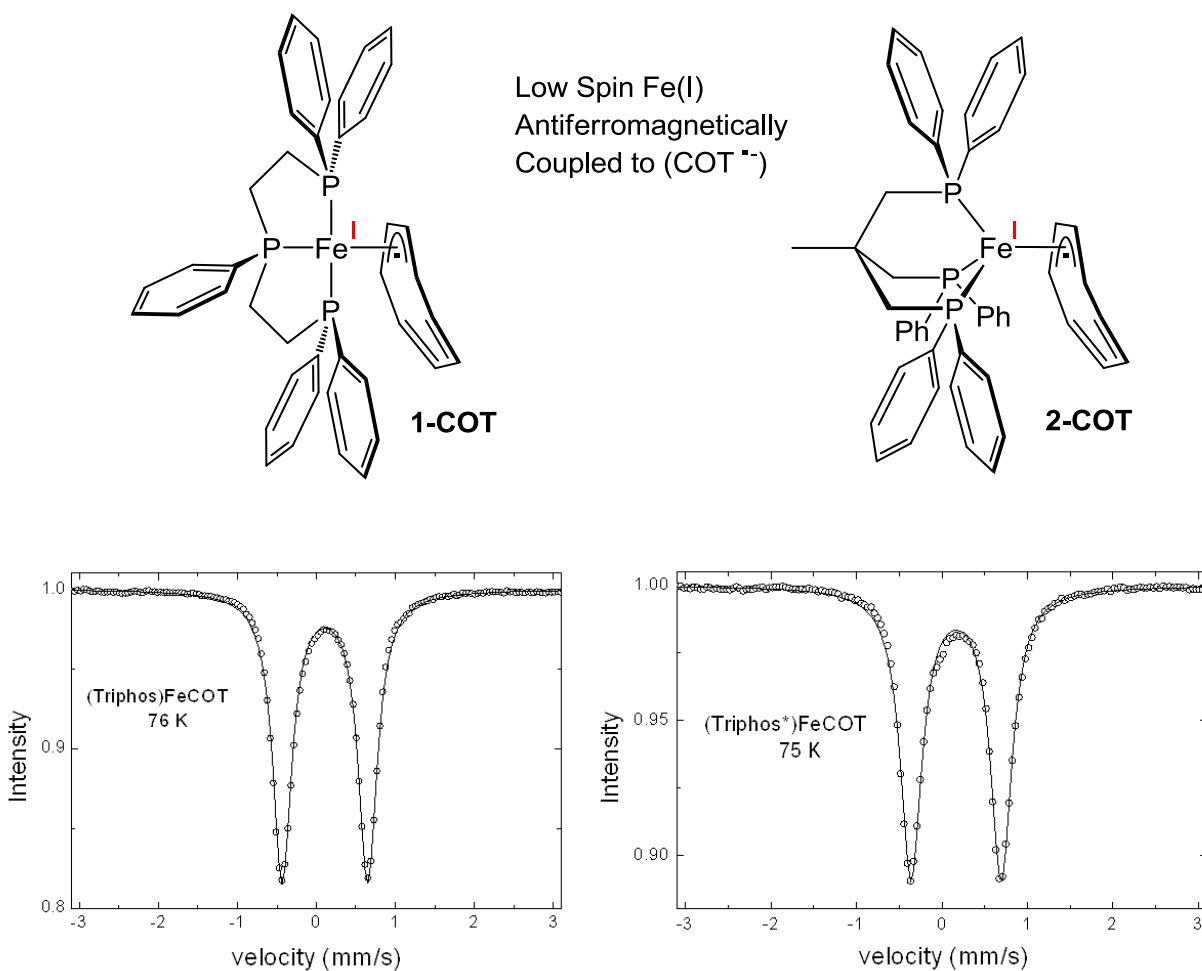 P
P
P
Fe
I
-
1-COT
Low Spin Fe(I)
Antiferromagnetically
Coupled to (COT ▪-)
P
P
P
Fe
I
-
Ph
Ph
2-COT
1.0
0.9
0.8
Intensity
(Triphos)FeCOT
76 K
-3 -2 -1 0 1 2 3
velocity (mm/s)
1.00
0.95
0.90
Intensity
(Triphos*)FeCOT
75 K
-3 -2 -1 0 1 2 3
velocity (mm/s)